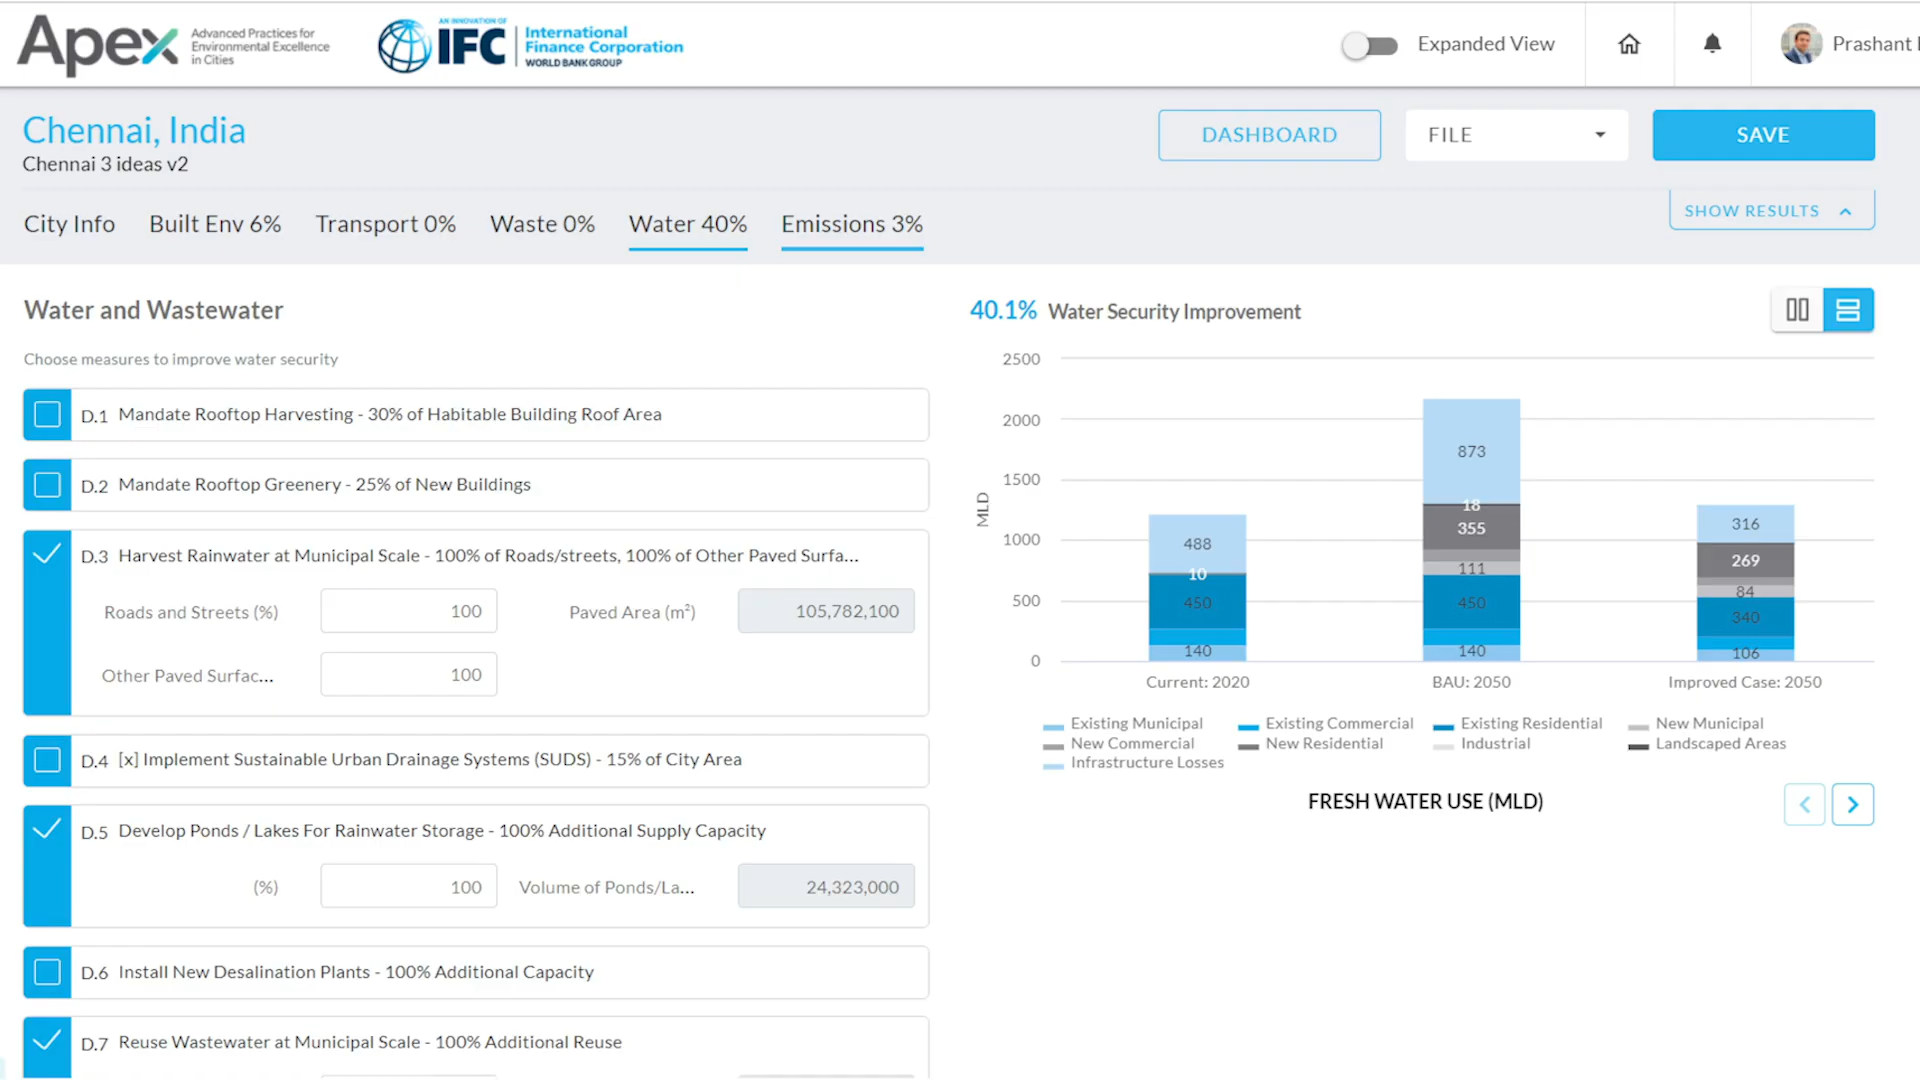 Apex
Advanced Practices for
Environmental Excellence
in Cities
AN INNOVATION OF
IFC
International
Finance Corporation
WORLD BANK GROUP
Expanded View
Prashant
Chennai, India
Chennai 3 ideas v2
DASHBOARD
FILE
SAVE
City Info
Built Env 6%
Transport 0%
Waste 0%
Water 40%
Emissions 3%
SHOW RESULTS
Water and Wastewater
Choose measures to improve water security
D.1 Mandate Rooftop Harvesting - 30% of Habitable Building Roof Area
D.2 Mandate Rooftop Greenery - 25% of New Buildings
D.3 Harvest Rainwater at Municipal Scale - 100% of Roads/streets, 100% of Other Paved Surfa...
Roads and Streets (%) 100 Paved Area (m²) 105,782,100
Other Paved Surfac... 100
D.4 [x] Implement Sustainable Urban Drainage Systems (SUDS) - 15% of City Area
D.5 Develop Ponds / Lakes For Rainwater Storage - 100% Additional Supply Capacity
(%) 100 Volume of Ponds/La... 24,323,000
D.6 Install New Desalination Plants - 100% Additional Capacity
D.7 Reuse Wastewater at Municipal Scale - 100% Additional Reuse
40.1% Water Security Improvement
MLD
2500
2000
1500
1000
500
0
488
10
450
140
873
18
355
111
450
140
316
269
84
340
106
Current: 2020
BAU: 2050
Improved Case: 2050
Existing Municipal Existing Commercial Existing Residential New Municipal
New Commercial New Residential Industrial Landscaped Areas
Infrastructure Losses
FRESH WATER USE (MLD)